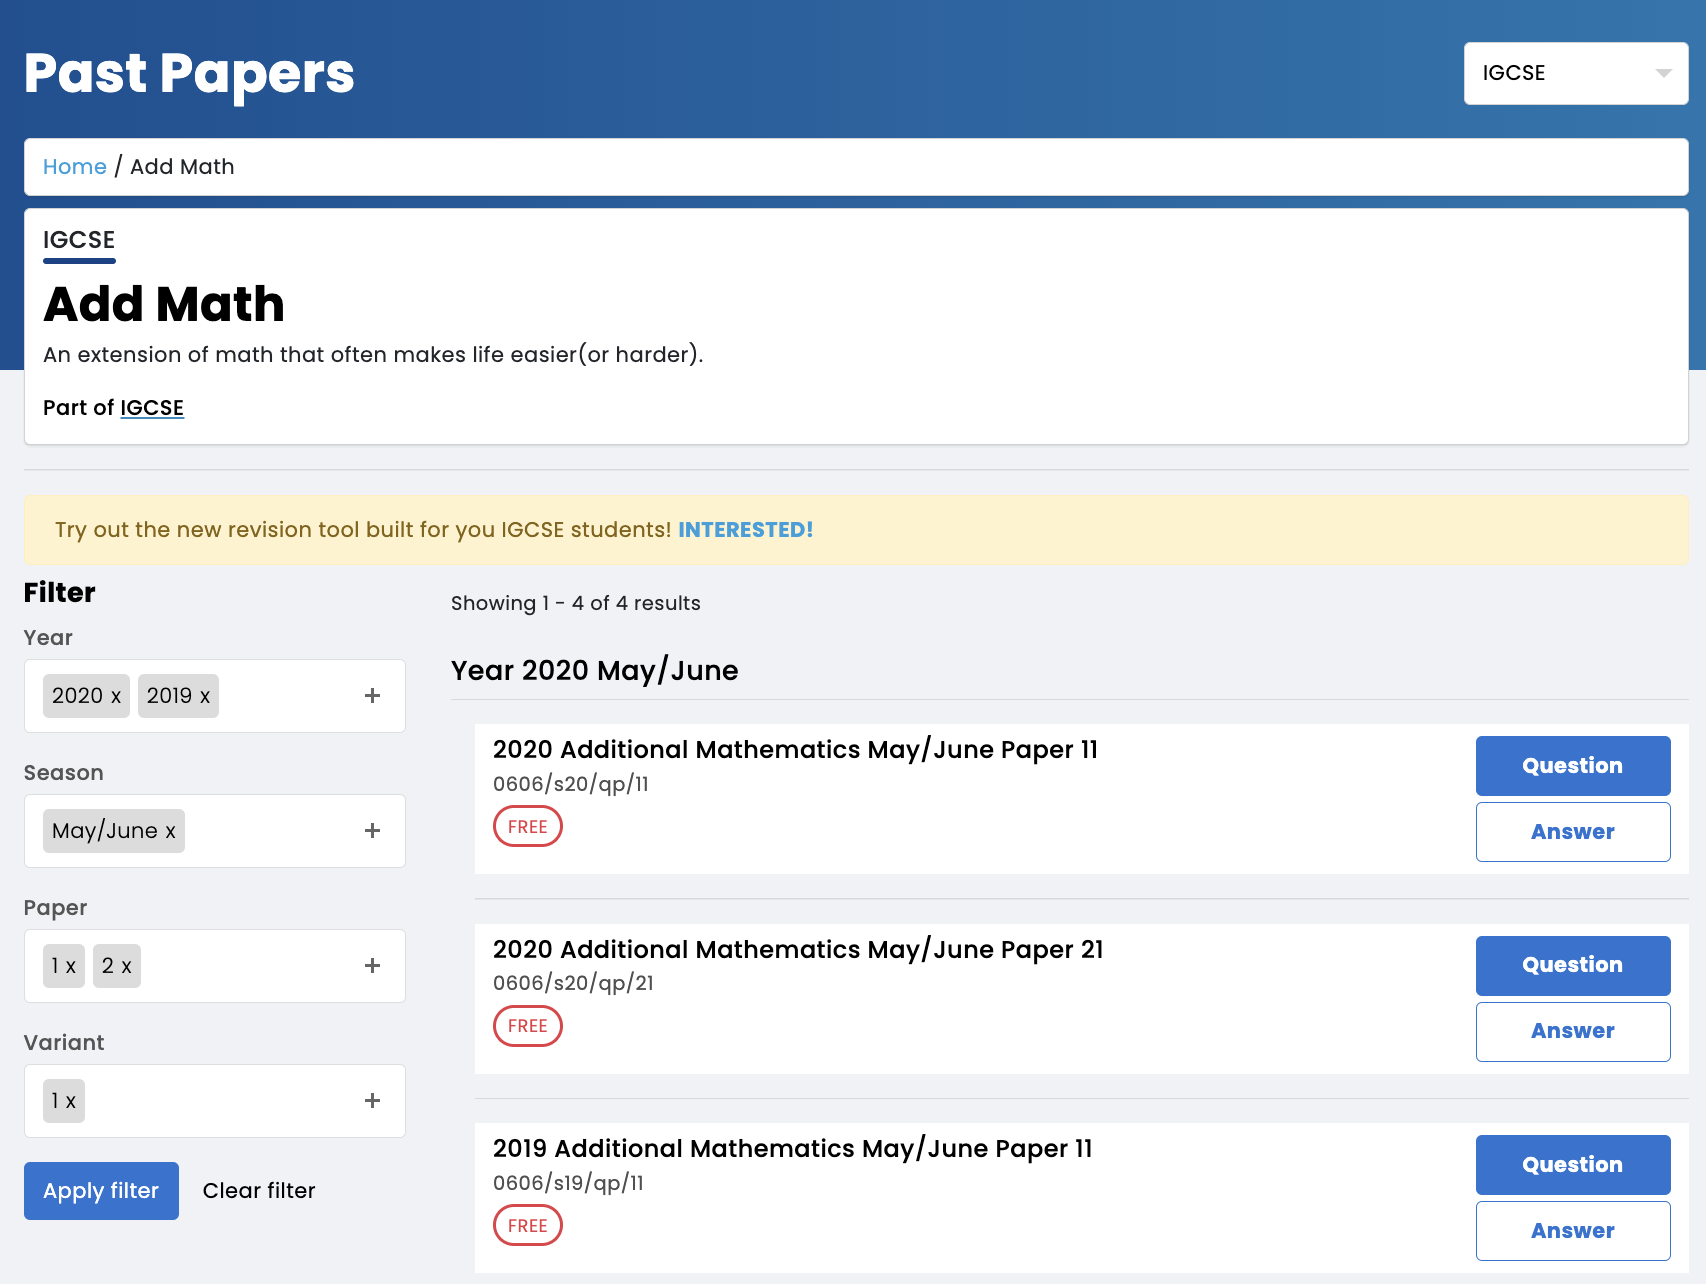 Past Papers
IGCSE
Home / Add Math
IGCSE
Add Math
An extension of math that often makes life easier(or harder).
Part of IGCSE
Try out the new revision tool built for you IGCSE students! INTERESTED!
Filter
Year
2020 x 2019 x +
Season
May/June x +
Paper
1 x 2 x +
Variant
1 x +
Apply filter Clear filter
Showing 1 - 4 of 4 results
Year 2020 May/June
2020 Additional Mathematics May/June Paper 11
0606/s20/qp/11
FREE
Question
Answer
2020 Additional Mathematics May/June Paper 21
0606/s20/qp/21
FREE
Question
Answer
2019 Additional Mathematics May/June Paper 11
0606/s19/qp/11
FREE
Question
Answer